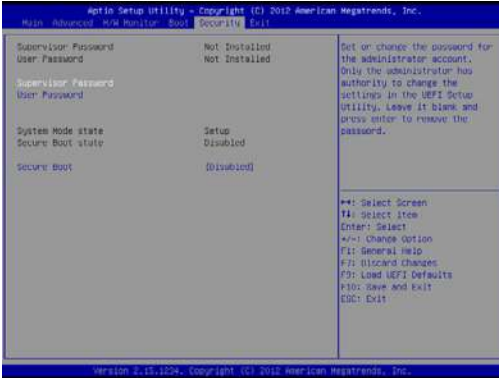 Aptio Setup Utility - Copyright (C) 2012 American Megatrends, Inc.
Main Advanced H/W Monitor Boot Security Exit
Supervisor Password Not Installed
User Password Not Installed
Supervisor Password
User Password
System Mode state Setup
Secure Boot state Disabled
Secure Boot [Disabled]
Set or change the password for
the administrator account.
Only the administrator has
authority to change the
settings in the UEFI Setup
Utility. Leave it blank and
press enter to remove the
password.
→←: Select Screen
↑↓: Select Item
Enter: Select
+/-: Change Option
F1: General Help
F7: Discard Changes
F9: Load UEFI Defaults
F10: Save and Exit
ESC: Exit
Version 2.15.1234. Copyright (C) 2012 American Megatrends, Inc.